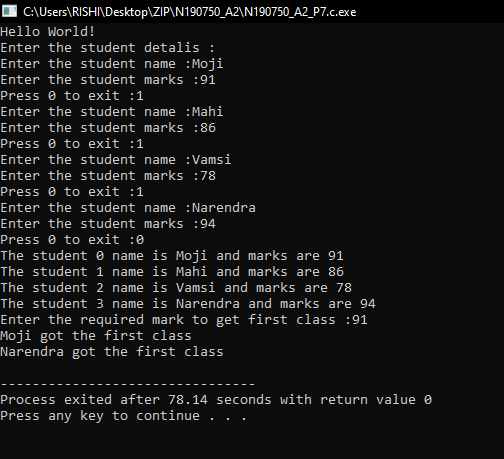 C:\Users\RISHI\Desktop\ZIP\N190750_A2\N190750_A2_P7.c.exe
Hello World!
Enter the student detalis :
Enter the student name :Moji
Enter the student marks :91
Press 0 to exit :1
Enter the student name :Mahi
Enter the student marks :86
Press 0 to exit :1
Enter the student name :Vamsi
Enter the student marks :78
Press 0 to exit :1
Enter the student name :Narendra
Enter the student marks :94
Press 0 to exit :0
The student 0 name is Moji and marks are 91
The student 1 name is Mahi and marks are 86
The student 2 name is Vamsi and marks are 78
The student 3 name is Narendra and marks are 94
Enter the required mark to get first class :91
Moji got the first class
Narendra got the first class
--------------------------------
Process exited after 78.14 seconds with return value 0
Press any key to continue . . .